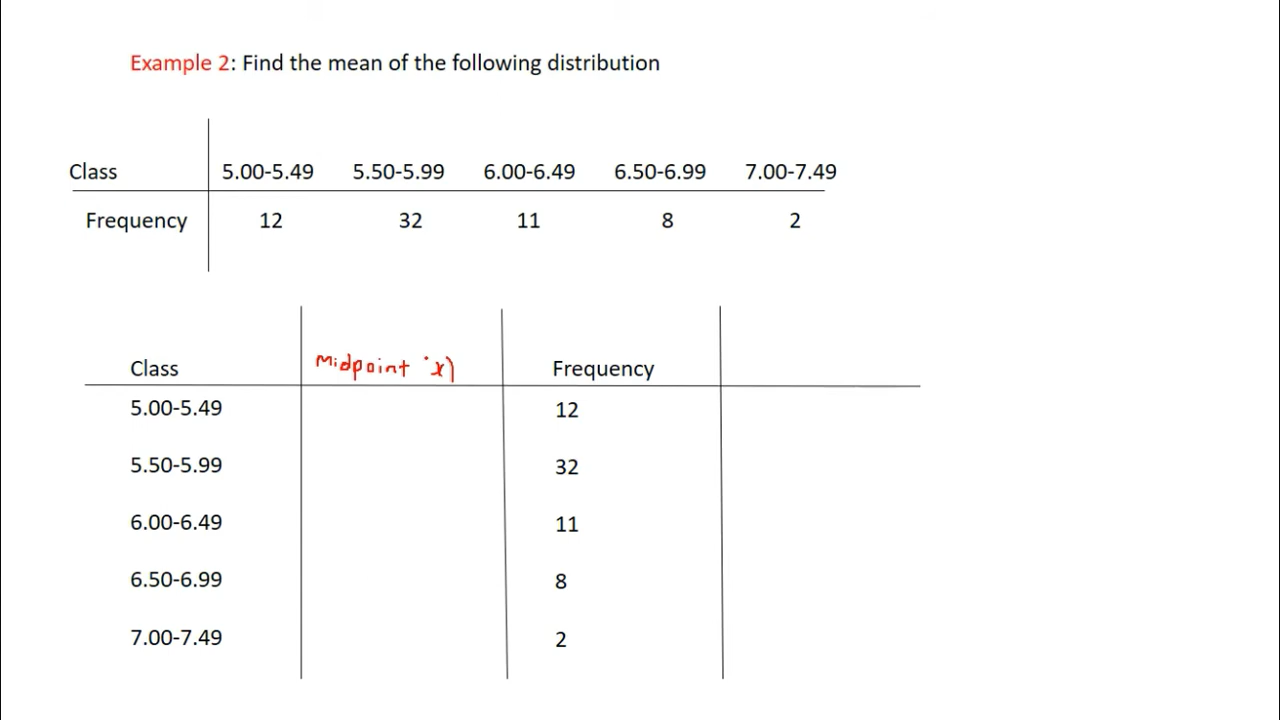 Example 2: Find the mean of the following distribution
Class 5.00-5.49 5.50-5.99 6.00-6.49 6.50-6.99 7.00-7.49
Frequency 12 32 11 8 2
Class Midpoint 'x) Frequency
5.00-5.49 12
5.50-5.99 32
6.00-6.49 11
6.50-6.99 8
7.00-7.49 2